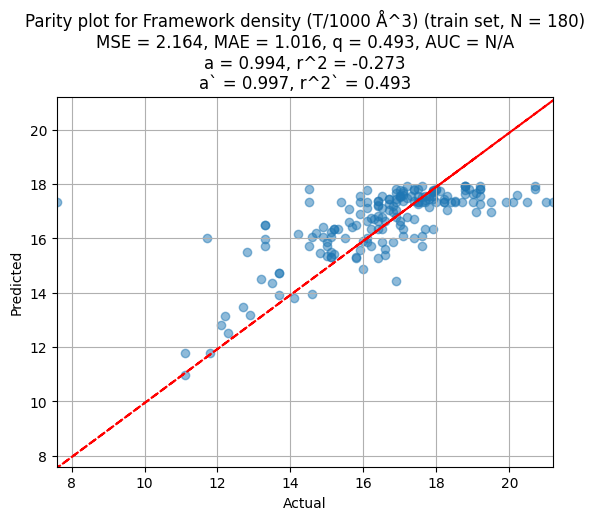 Parity plot for Framework density (T/1000 Å^3) (train set, N = 180)
MSE = 2.164, MAE = 1.016, q = 0.493, AUC = N/A
a = 0.994, r^2 = -0.273
a` = 0.997, r^2` = 0.493
20
18
16
14
12
10
8
Predicted
8 10 12 14 16 18 20
Actual